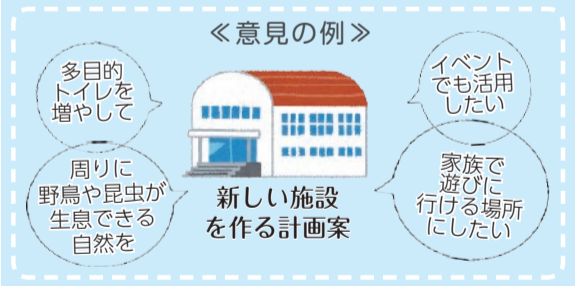 ≪意見の例≫
多目的
トイレを
増やして
イベント
でも活用
したい
周りに
野鳥や昆虫が
生息できる
自然を
家族で
遊びに
行ける場所
にしたい
新しい施設
を作る計画案